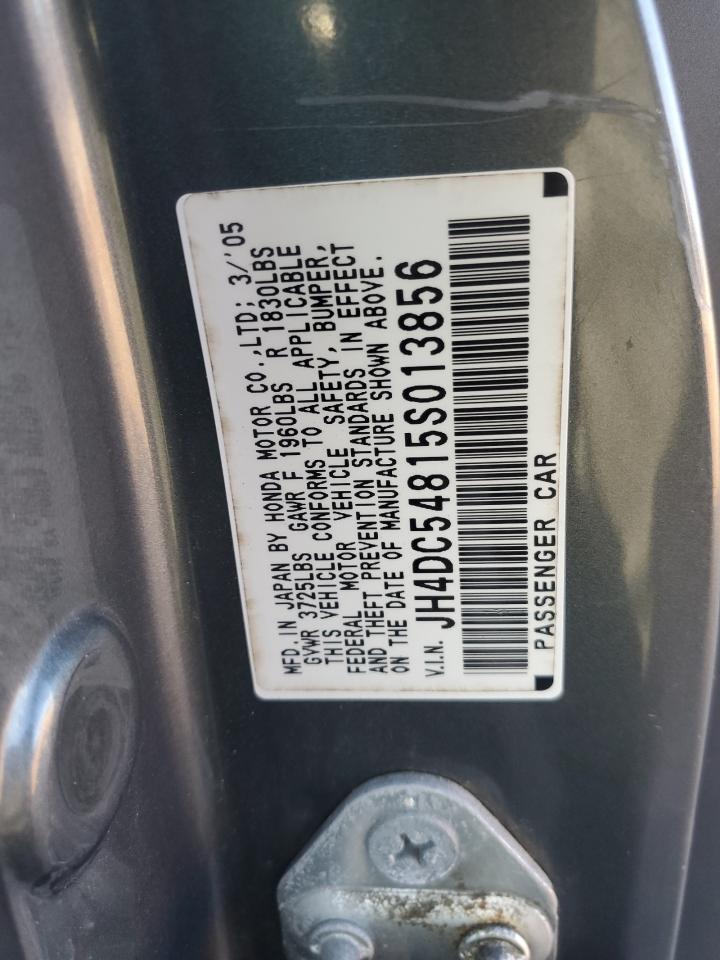 MFD. IN JAPAN BY HONDA MOTOR CO.,LTD; 3/'05
GVWR 3725LBS GAWR F 1960LBS R 1830LBS
THIS VEHICLE CONFORMS TO ALL APPLICABLE
FEDERAL MOTOR VEHICLE SAFETY, BUMPER,
AND THEFT PREVENTION STANDARDS IN EFFECT
ON THE DATE OF MANUFACTURE SHOWN ABOVE.
V.I.N. JH4DC54815S013856
PASSENGER CAR